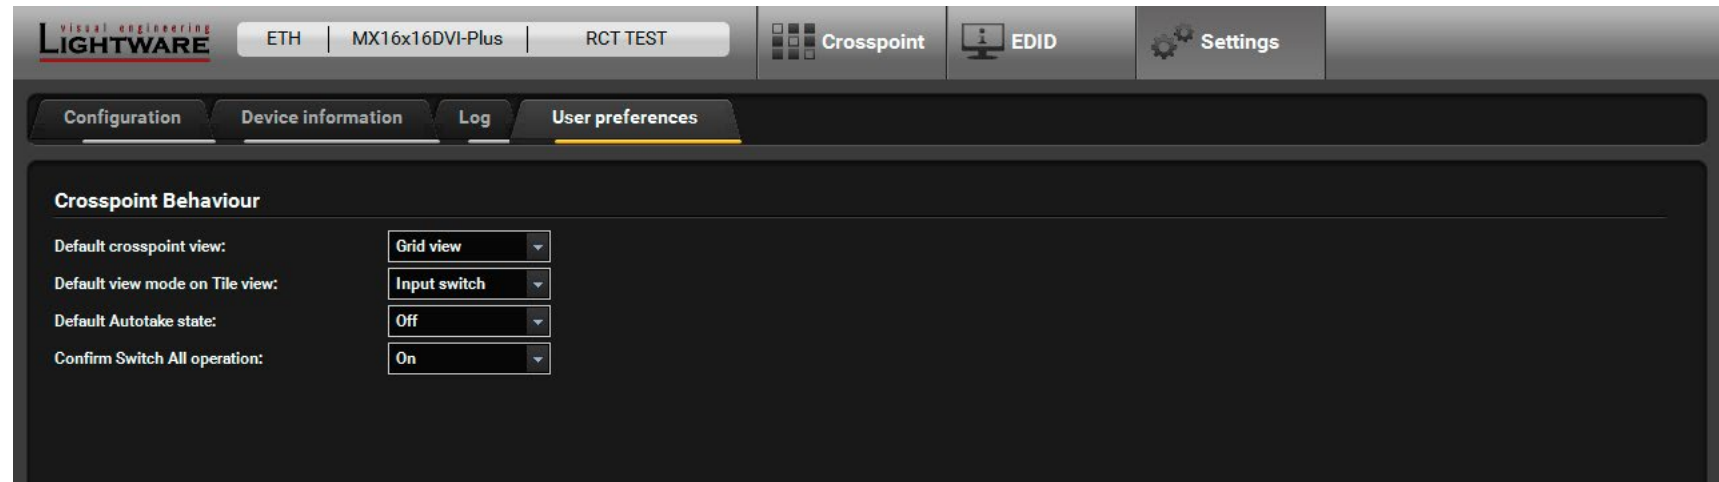 visual engineering
LIGHTWARE
ETH | MX16x16DVI-Plus | RCT TEST
Crosspoint
EDID
Settings
Configuration
Device information
Log
User preferences
Crosspoint Behaviour
Default crosspoint view: Grid view
Default view mode on Tile view: Input switch
Default Autotake state: Off
Confirm Switch All operation: On